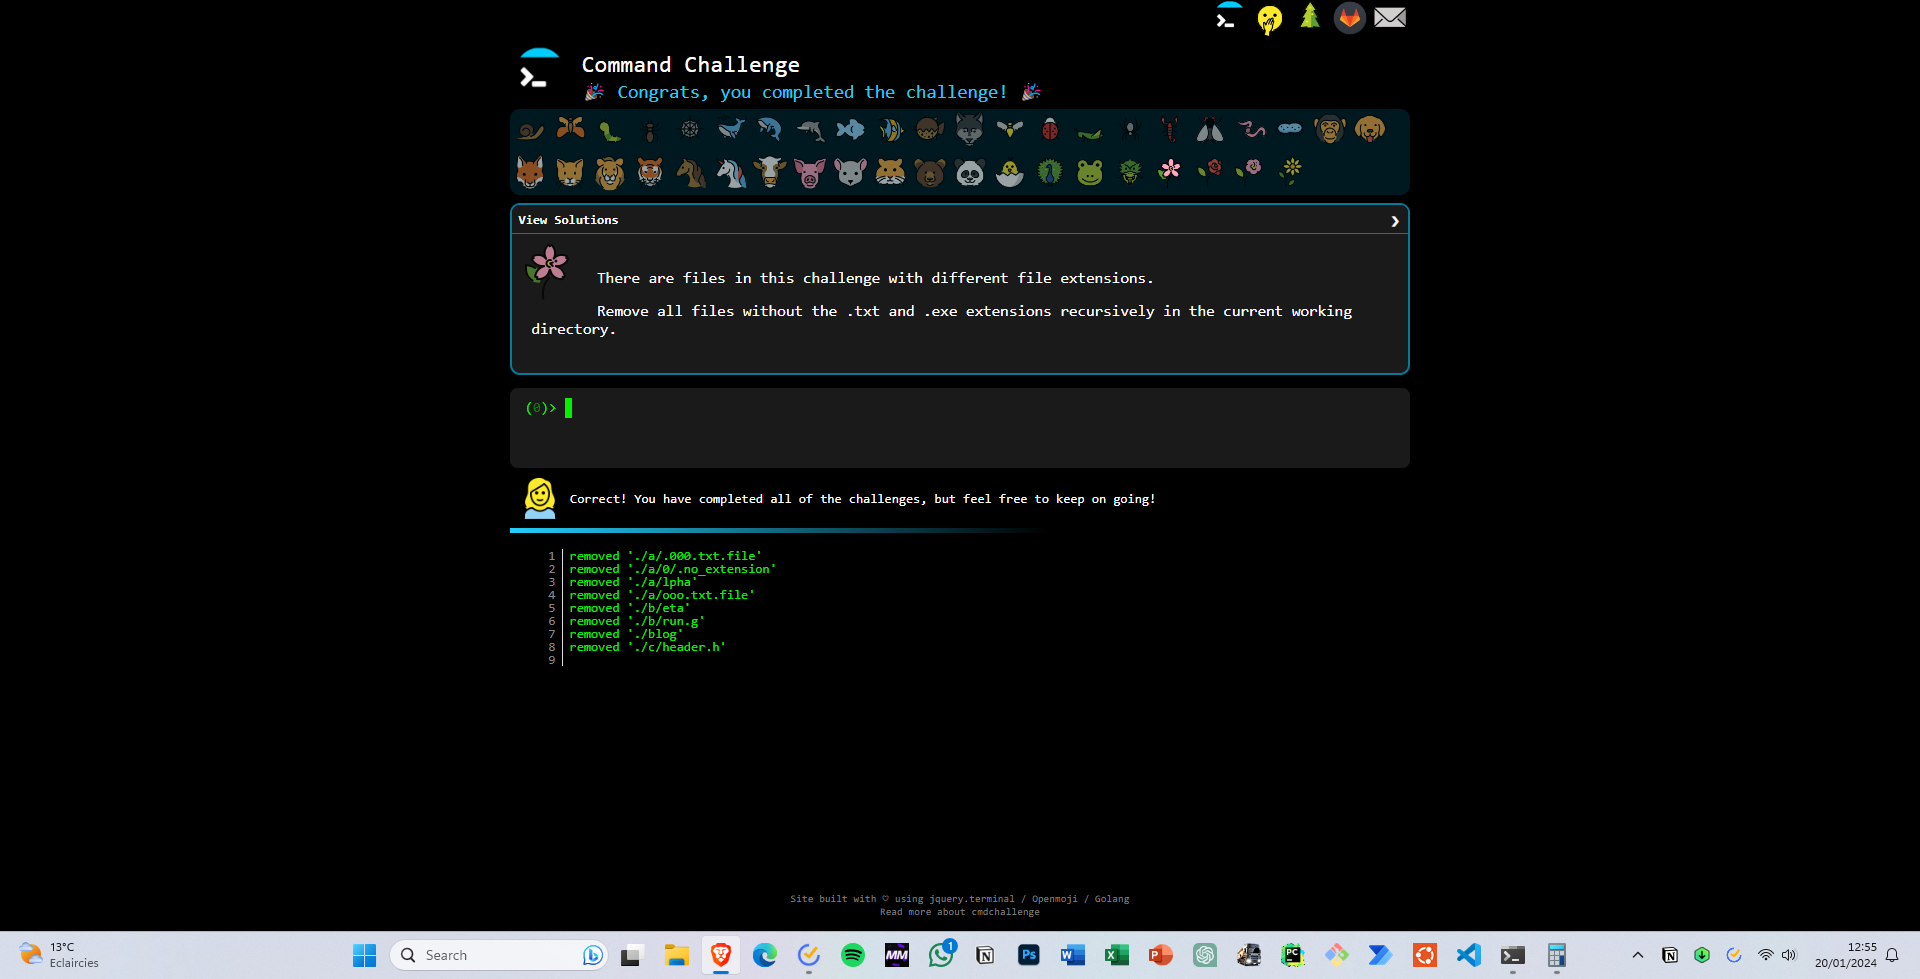 Command Challenge
🎉 Congrats, you completed the challenge! 🎉
View Solutions
There are files in this challenge with different file extensions.
Remove all files without the .txt and .exe extensions recursively in the current working
directory.
(0)>
Correct! You have completed all of the challenges, but feel free to keep on going!
1 removed './a/.000.txt.file'
2 removed './a/0/.no_extension'
3 removed './a/lpha'
4 removed './a/ooo.txt.file'
5 removed './b/eta'
6 removed './b/run.g'
7 removed './blog'
8 removed './c/header.h'
9
Site built with ♡ using jquery.terminal / Openmoji / Golang
Read more about cmdchallenge
13°C
Eclaircies
Search
MM
1
Ps
PC
12:55
20/01/2024